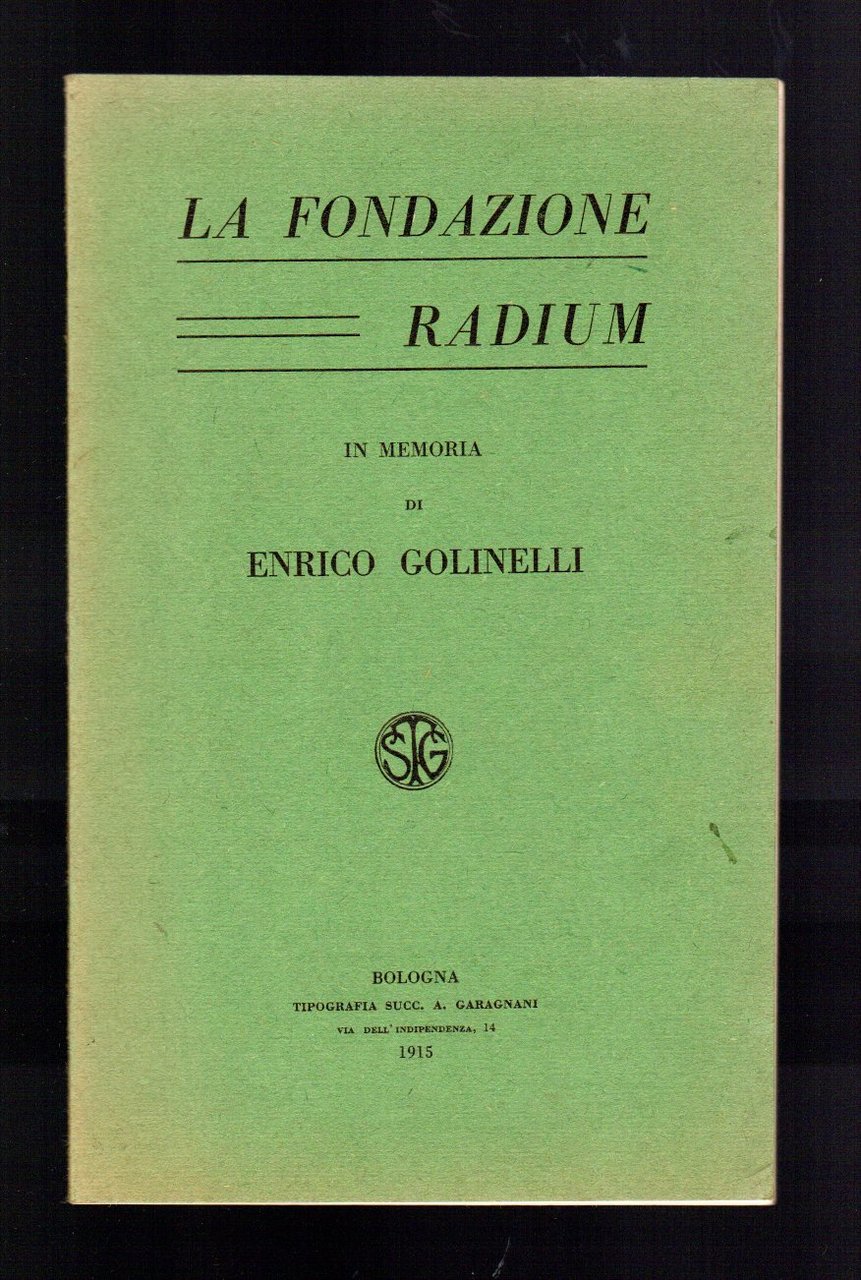 LA FONDAZIONE
RADIUM
IN MEMORIA
DI
ENRICO GOLINELLI
STG
BOLOGNA
TIPOGRAFIA SUCC. A. GARAGNANI
VIA DELL' INDIPENDENZA, 14
1915